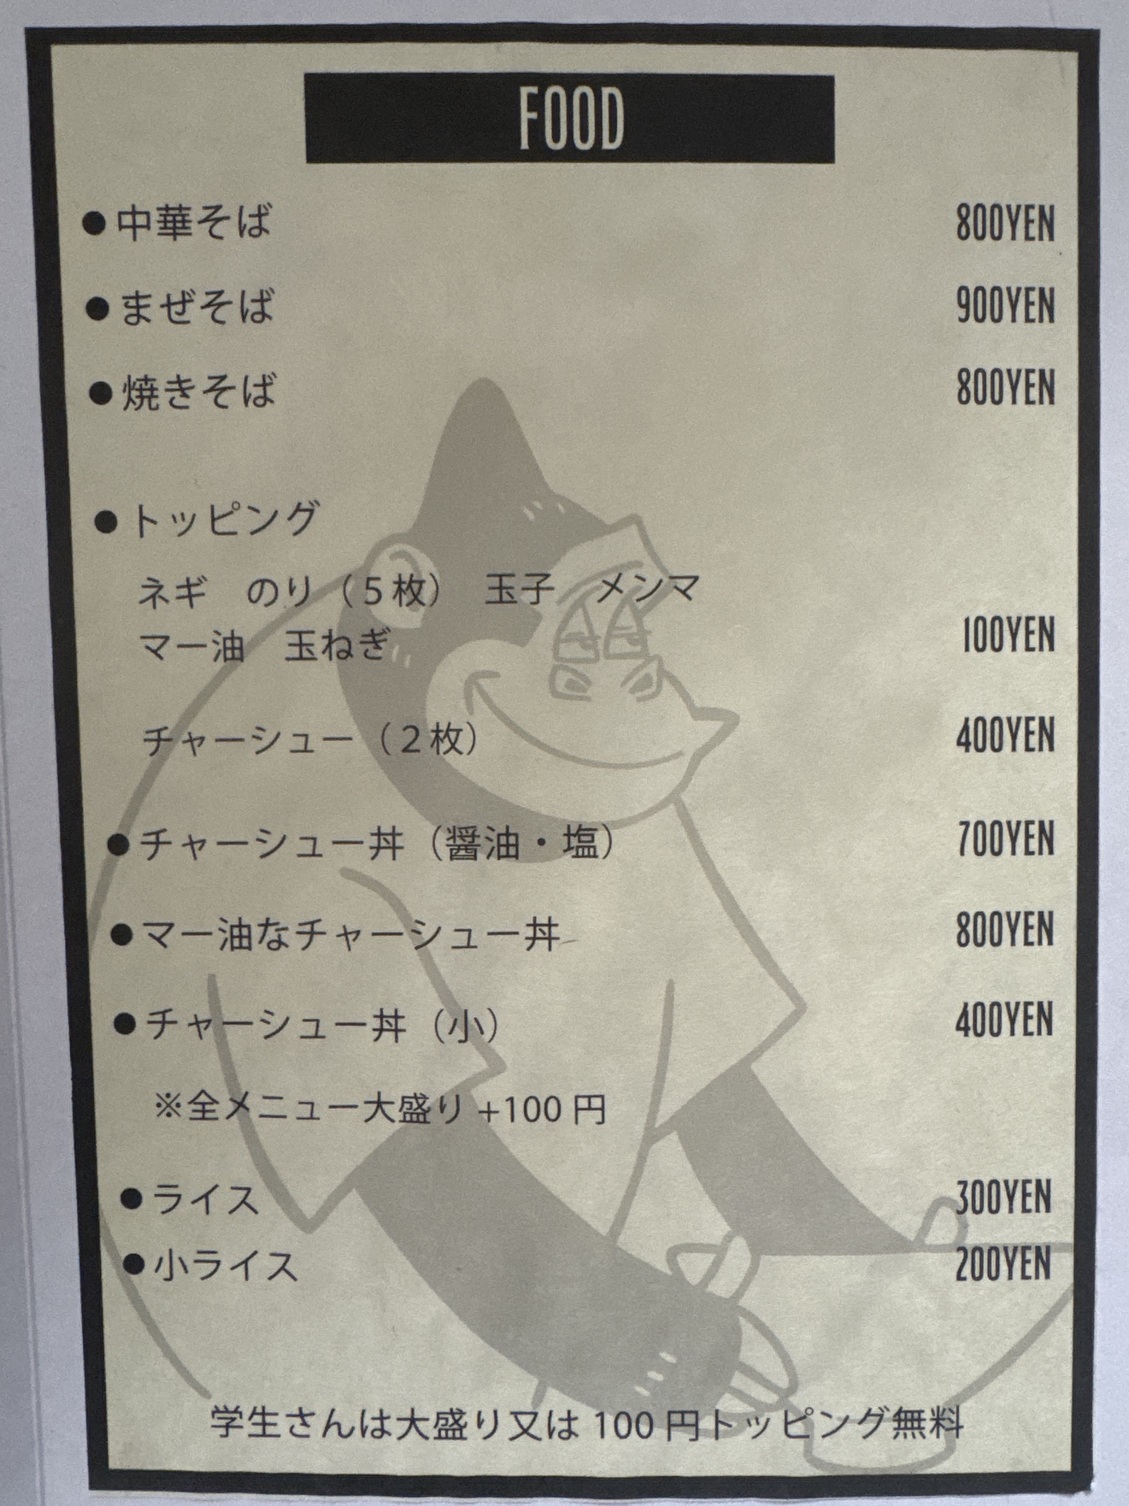 FOOD
●中華そば 800YEN
●まぜそば 900YEN
●焼きそば 800YEN
●トッピング
ネギ　のり（５枚）　玉子　メンマ
マー油　玉ねぎ 100YEN
チャーシュー（２枚） 400YEN
●チャーシュー丼（醤油・塩） 700YEN
●マー油なチャーシュー丼 800YEN
●チャーシュー丼（小） 400YEN
※全メニュー大盛り +100 円
●ライス 300YEN
●小ライス 200YEN
学生さんは大盛り又は 100 円トッピング無料